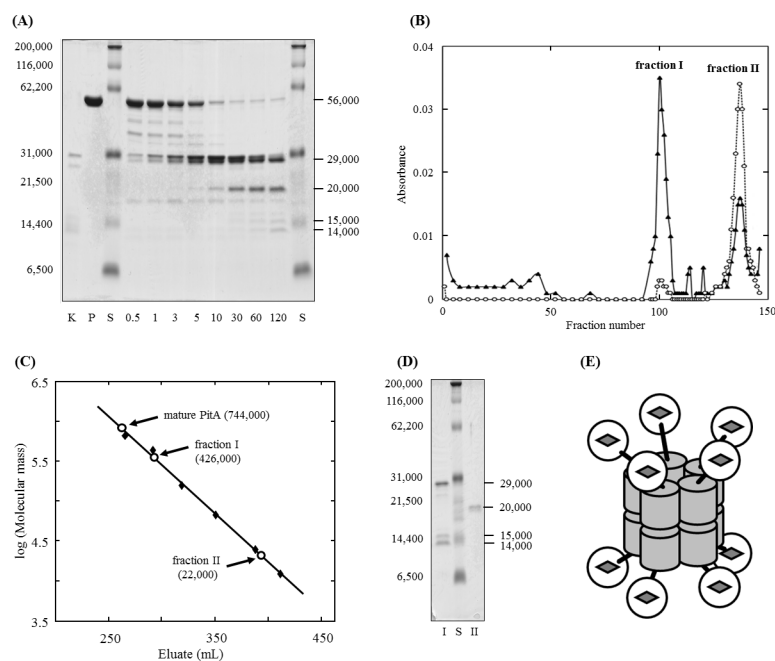 (A)
200,000
116,000
62,200
31,000
21,500
14,400
6,500
56,000
29,000
20,000
15,000
14,000
K P S 0.5 1 3 5 10 30 60 120 S
(B)
0.04
0.03
0.02
0.01
0
Absorbance
fraction I
fraction II
0 50 100 150
Fraction number
(C)
6.5
5.5
4.5
3.5
log (Molecular mass)
mature PitA (744,000)
fraction I
(426,000)
fraction II
(22,000)
250 350 450
Eluate (mL)
(D)
200,000
116,000
62,200
31,000
21,500
14,400
6,500
29,000
20,000
15,000
14,000
I S II
(E)